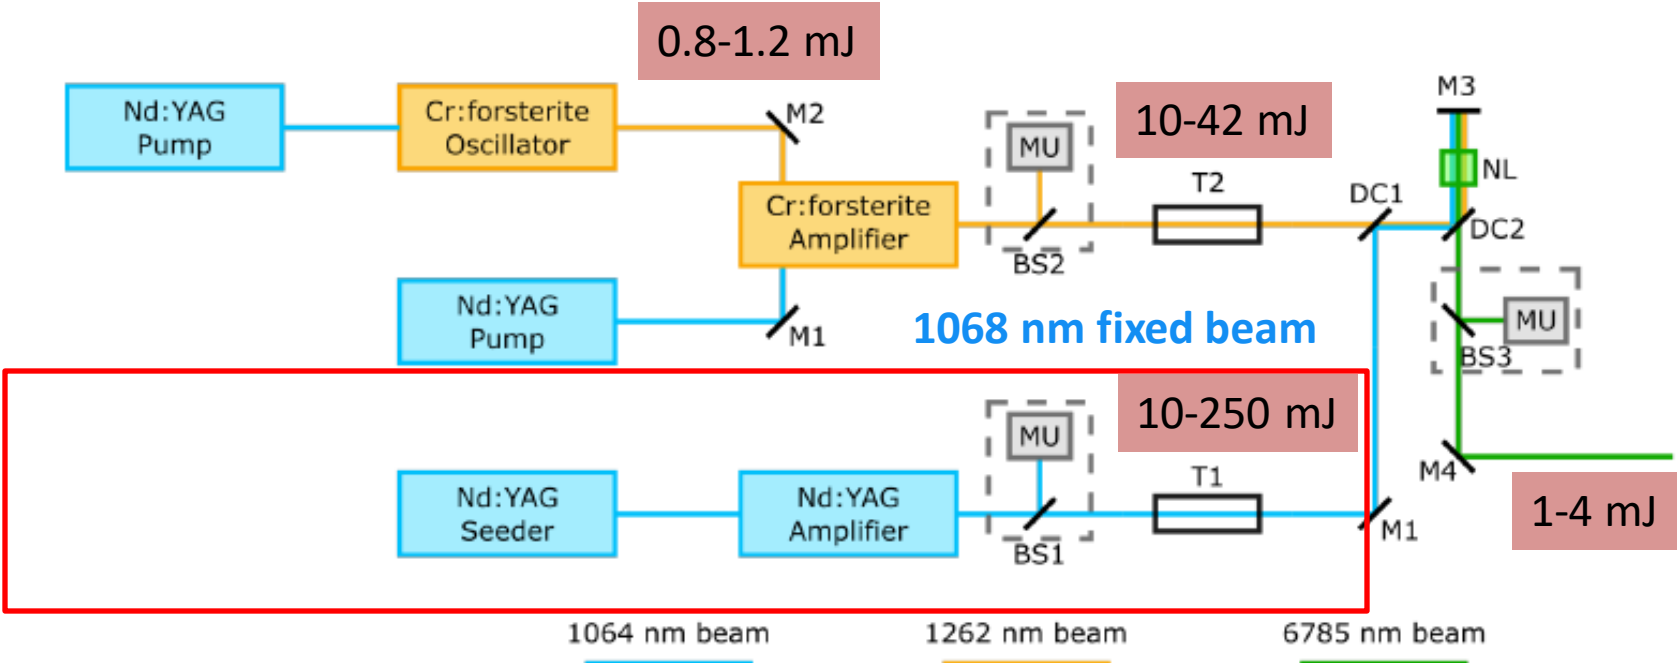 0.8-1.2 mJ
M3
Nd:YAG
Pump
Cr:forsterite
Oscillator
M2
10-42 mJ
MU
NL
T2
DC1
Cr:forsterite
Amplifier
DC2
BS2
Nd:YAG
Pump
M1
1068 nm fixed beam
MU
BS3
10-250 mJ
MU
M4
T1
Nd:YAG
Seeder
Nd:YAG
Amplifier
BS1
M1
1-4 mJ
1064 nm beam
1262 nm beam
6785 nm beam